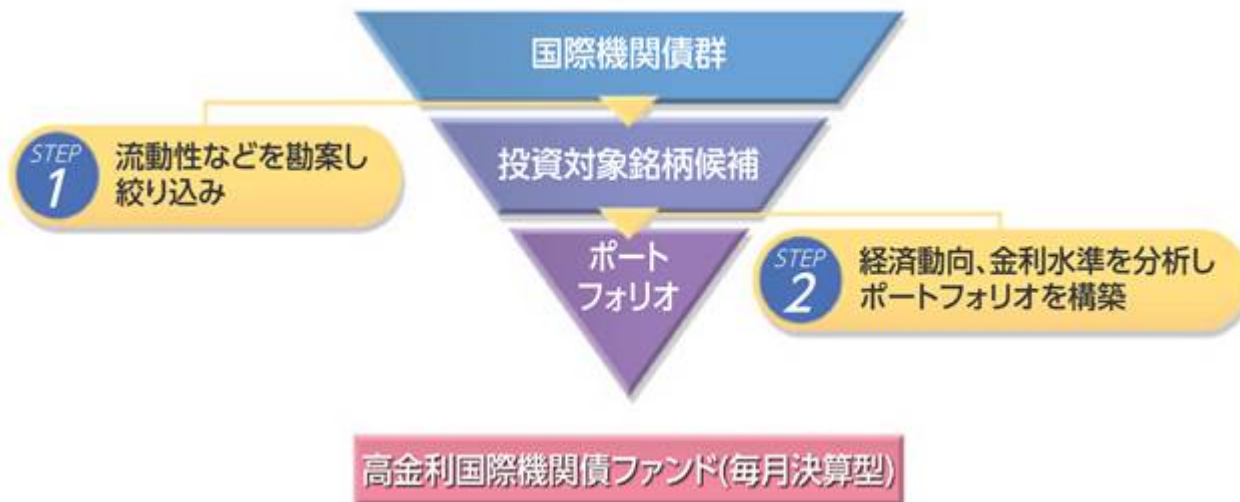 国際機関債群
STEP
1
流動性などを勘案し
絞り込み
投資対象銘柄候補
ポート
フォリオ
STEP
2
経済動向、金利水準を分析し
ポートフォリオを構築
高金利国際機関債ファンド(毎月決算型)